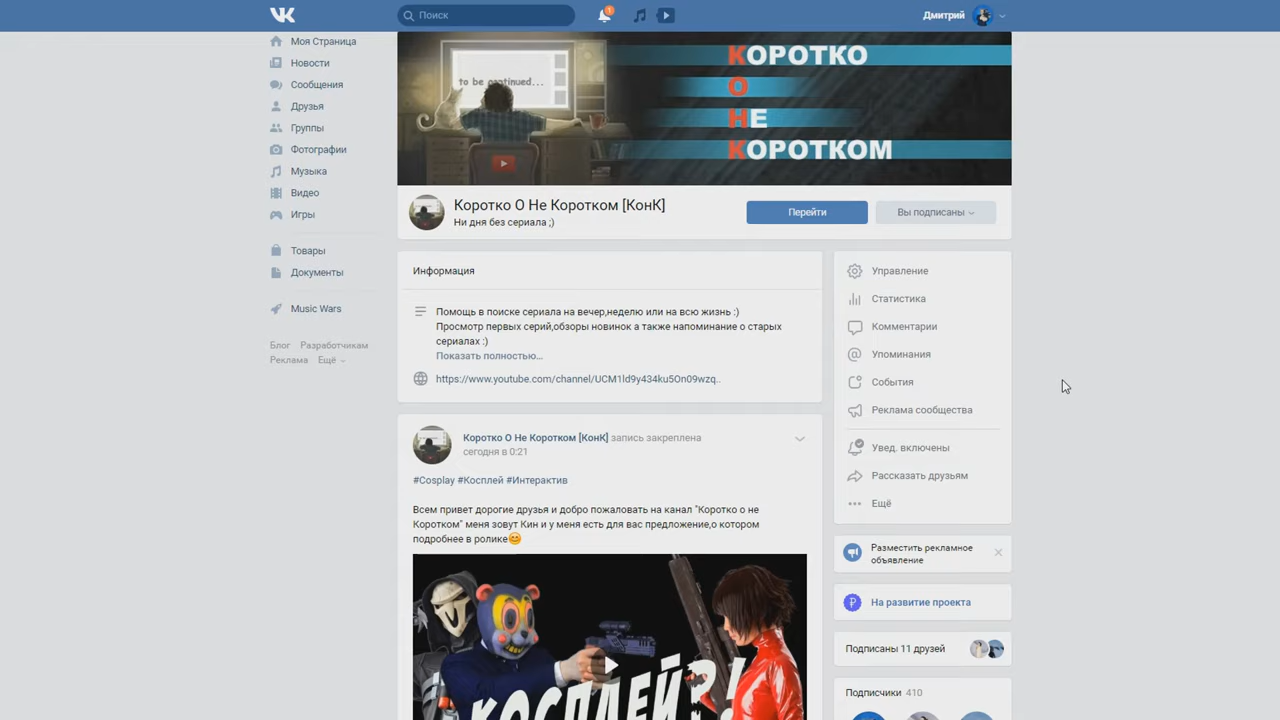 Поиск
1
Дмитрий
Моя Страница
Новости
Сообщения
Друзья
Группы
Фотографии
Музыка
Видео
Игры
Товары
Документы
Music Wars
Блог Разработчикам
Реклама Ещё
to be continued...
КОРОТКО
О
НЕ
КОРОТКОМ
Коротко О Не Коротком [КонК]
Ни дня без сериала ;)
Перейти
Вы подписаны
Информация
Помощь в поиске сериала на вечер,неделю или на всю жизнь :)
Просмотр первых серий,обзоры новинок а также напоминание о старых
сериалах :)
Показать полностью...
https://www.youtube.com/channel/UCM1ld9y434ku5On09wzq..
Коротко О Не Коротком [КонК] запись закреплена
сегодня в 0:21
#Cosplay #Косплей #Интерактив
Всем привет дорогие друзья и добро пожаловать на канал "Коротко о не
Коротком" меня зовут Кин и у меня есть для вас предложение,о котором
подробнее в ролике😊
КОСПЛЕЙ?!
Управление
Статистика
Комментарии
Упоминания
События
Реклама сообщества
Увед. включены
Рассказать друзьям
Ещё
Разместить рекламное
объявление
На развитие проекта
Подписаны 11 друзей
Подписчики 410